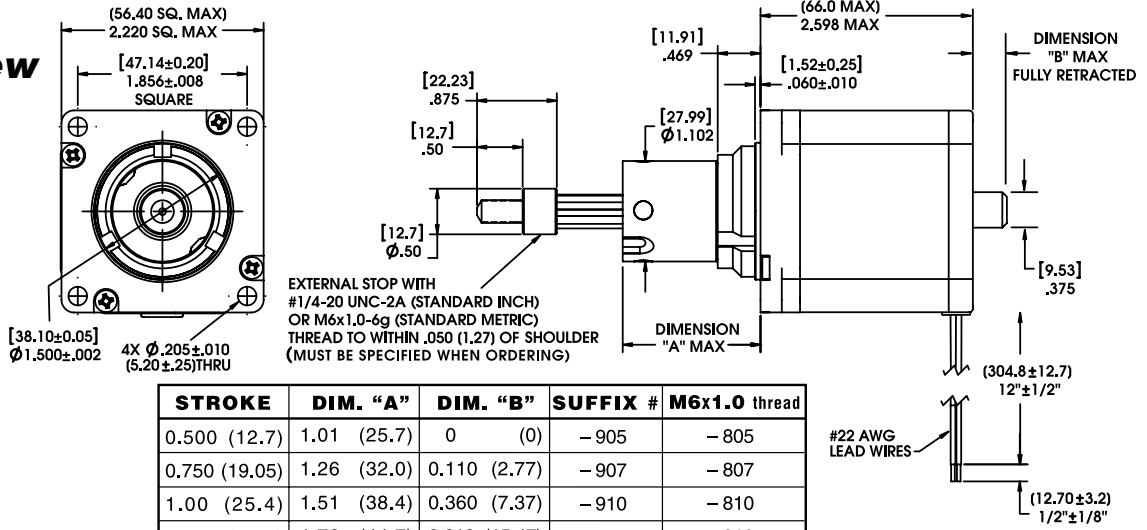 ew
(56.40 SQ. MAX)
2.220 SQ. MAX
[47.14±0.20]
1.856±.008
SQUARE
[38.10±0.05]
Ø1.500±.002
4X Ø.205±.010
(5.20±.25)THRU
[22.23]
.875
[12.7]
.50
[12.7]
Ø.50
EXTERNAL STOP WITH
#1/4-20 UNC-2A (STANDARD INCH)
OR M6x1.0-6g (STANDARD METRIC)
THREAD TO WITHIN .050 (1.27) OF SHOULDER
(MUST BE SPECIFIED WHEN ORDERING)
(66.0 MAX)
2.598 MAX
[11.91]
.469
[1.52±0.25]
.060±.010
[27.99]
Ø1.102
DIMENSION
"A" MAX
DIMENSION
"B" MAX
FULLY RETRACTED
[9.53]
.375
(304.8±12.7)
12"±1/2"
#22 AWG
LEAD WIRES
(12.70±3.2)
1/2"±1/8"
STROKE DIM. “A” DIM. “B” SUFFIX # M6x1.0 thread
0.500 (12.7) 1.01 (25.7) 0 (0) –905 –805
0.750 (19.05) 1.26 (32.0) 0.110 (2.77) –907 –807
1.00 (25.4) 1.51 (38.4) 0.360 (7.37) –910 –810